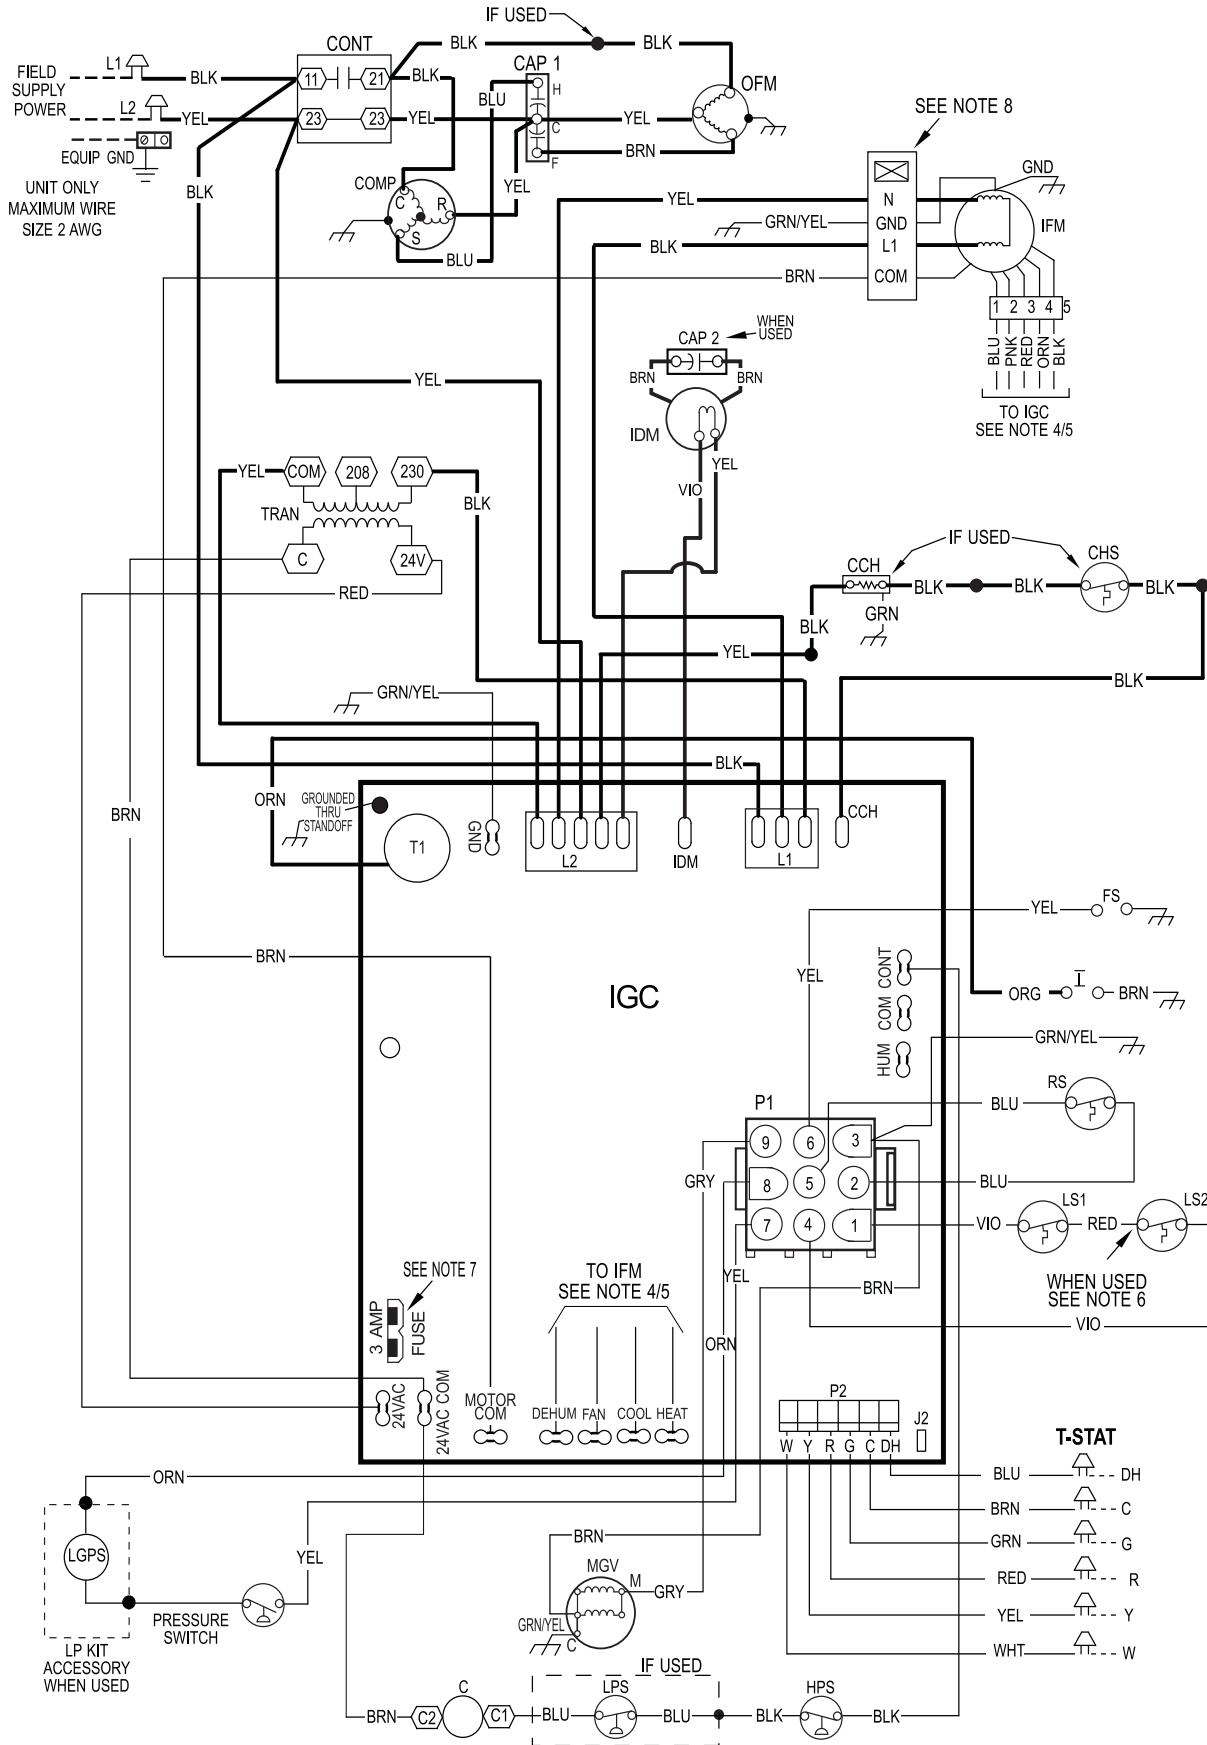 IF USED
CONT
BLK
BLK
CAP 1
L1
FIELD
SUPPLY
POWER
BLK
11
21
BLK
H
OFM
BLU
L2
YEL
23
23
YEL
C
YEL
SEE NOTE 8
EQUIP GND
BRN
F
UNIT ONLY
MAXIMUM WIRE
SIZE 2 AWG
BLK
COMP
C
R
S
YEL
BLU
GND
YEL
N
GRN/YEL
GND
IFM
BLK
L1
BRN
COM
1 2 3 4 5
BLU
PNK
RED
ORN
BLK
TO IGC
SEE NOTE 4/5
WHEN
USED
CAP 2
BRN
BRN
IDM
YEL
YEL
VIO
YEL
COM
208
230
BLK
TRAN
C
24V
RED
IF USED
CCH
CHS
BLK
BLK
BLK
GRN
BLK
YEL
BLK
GRN/YEL
BLK
BRN
ORN
GROUNDED
THRU
STANDOFF
T1
GND
L2
IDM
L1
CCH
YEL
FS
YEL
CONT
BRN
IGC
ORG
I
BRN
COM
GRN/YEL
HUM
RS
P1
BLU
9
6
3
GRY
8
5
2
BLU
7
4
1
VIO
LS1
RED
LS2
YEL
BRN
WHEN USED
SEE NOTE 6
VIO
SEE NOTE 7
TO IFM
SEE NOTE 4/5
3 AMP
FUSE
ORN
24VAC
24VAC COM
MOTOR
COM
DEHUM
FAN
COOL
HEAT
P2
J2
W Y R G C DH
T-STAT
ORN
BLU
DH
BRN
C
GRN
G
RED
R
YEL
Y
WHT
W
LGPS
YEL
PRESSURE
SWITCH
LP KIT
ACCESSORY
WHEN USED
BRN
MGV
M
GRY
GRN/YEL
C
IF USED
C
LPS
HPS
BRN
C2
C1
BLU
BLU
BLK
BLK